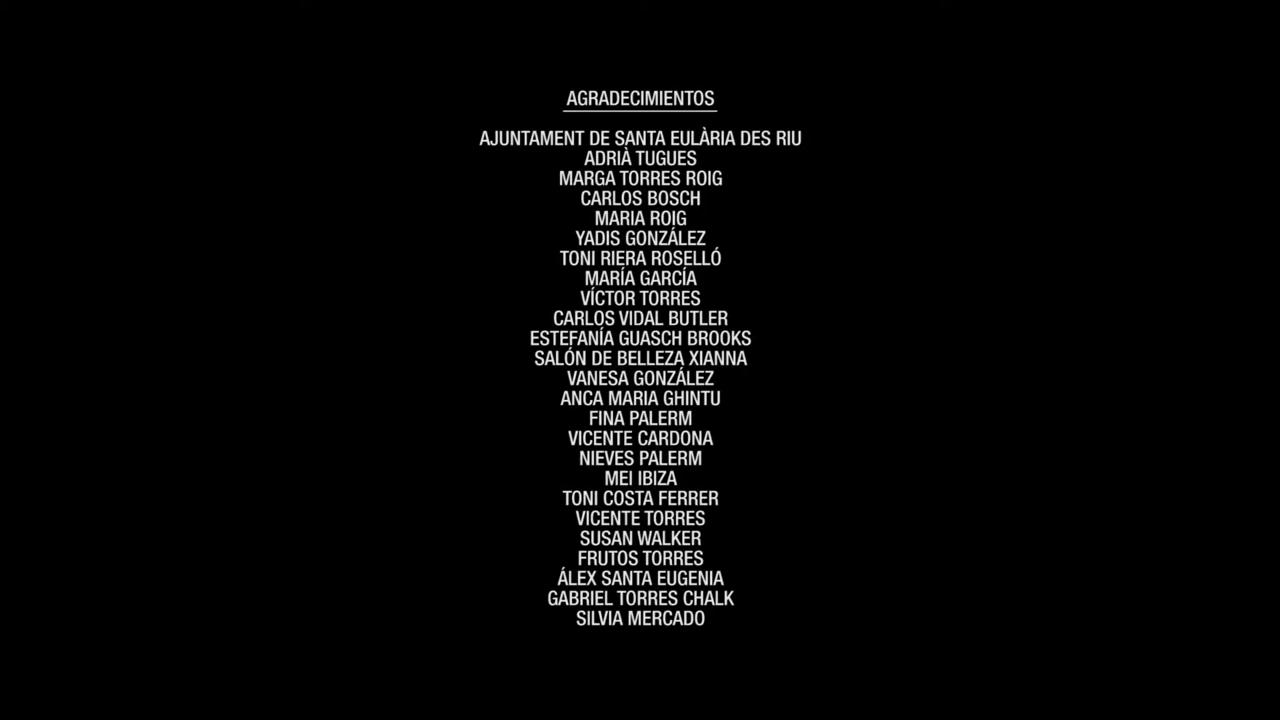 AGRADECIMIENTOS
AJUNTAMENT DE SANTA EULÀRIA DES RIU
ADRIÀ TUGUES
MARGA TORRES ROIG
CARLOS BOSCH
MARIA ROIG
YADIS GONZÁLEZ
TONI RIERA ROSELLÓ
MARÍA GARCÍA
VÍCTOR TORRES
CARLOS VIDAL BUTLER
ESTEFANÍA GUASCH BROOKS
SALÓN DE BELLEZA XIANNA
VANESA GONZÁLEZ
ANCA MARIA GHINTU
FINA PALERM
VICENTE CARDONA
NIEVES PALERM
MEI IBIZA
TONI COSTA FERRER
VICENTE TORRES
SUSAN WALKER
FRUTOS TORRES
ÁLEX SANTA EUGENIA
GABRIEL TORRES CHALK
SILVIA MERCADO